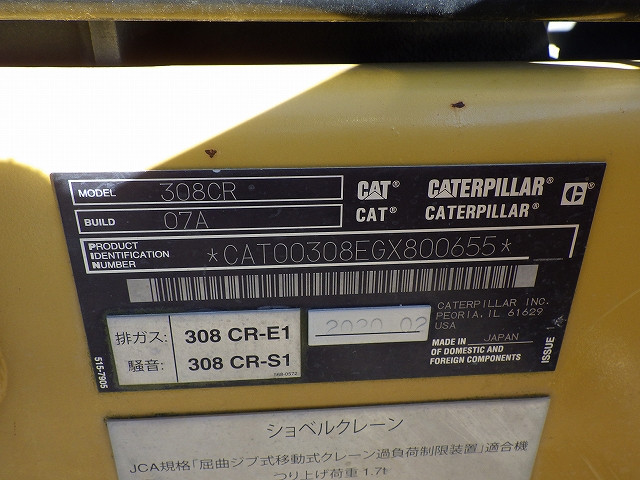 MODEL 308CR CAT® CATERPILLAR®
BUILD 07A CAT® CATERPILLAR®
PRODUCT IDENTIFICATION NUMBER *CAT00308EGX800655*
CATERPILLAR INC.
PEORIA, IL 61629
USA
排ガス: 308 CR-E1
騒音: 308 CR-S1
568-0572
2020 02
MADE IN JAPAN
OF DOMESTIC AND
FOREIGN COMPONENTS
ISSUE
515-7905
ショベルクレーン
JCA規格「屈曲ジブ式移動式クレーン過負荷制限装置」適合機
つり上げ荷重 1.7t